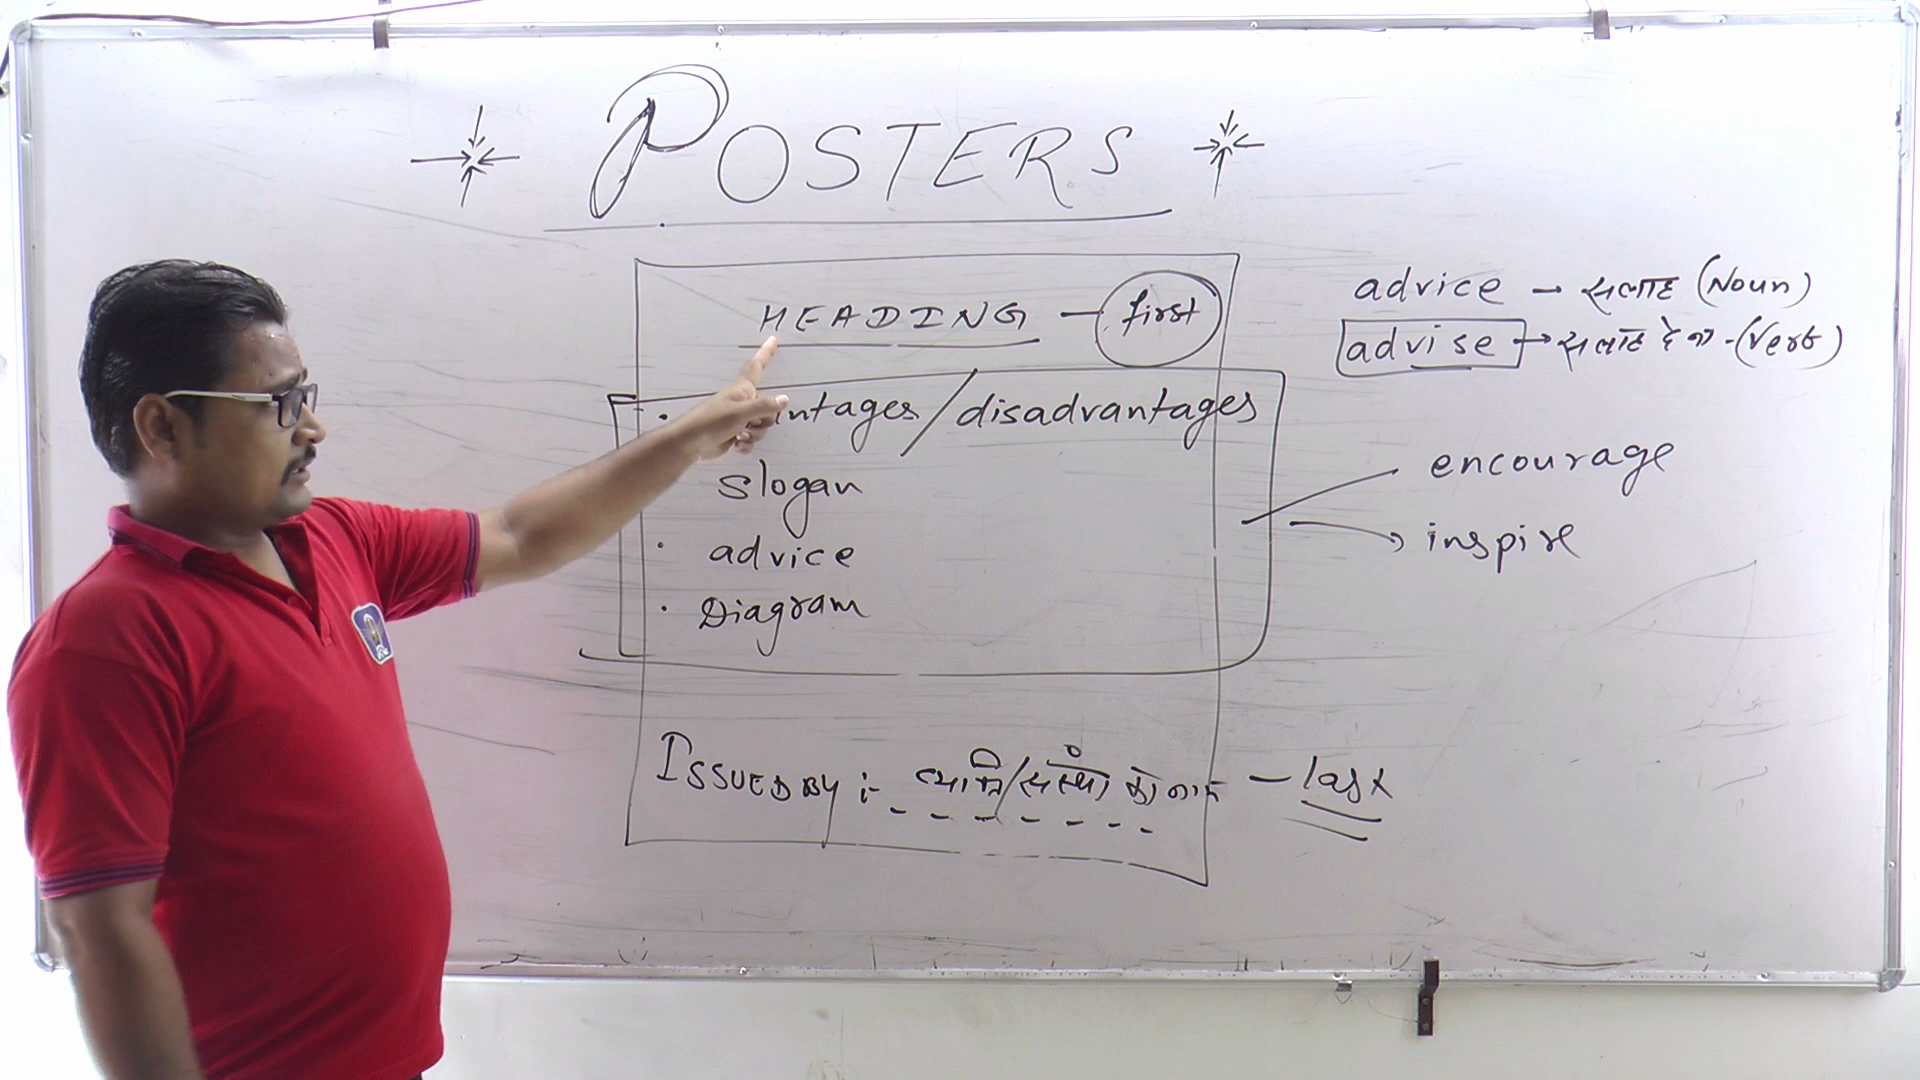 POSTERS
HEADING - first
advice - सलाह (Noun)
advise → सलाह देना - (Verb)
· ntages/disadvantages
slogan
· advice
· Diagram
encourage
inspire
ISSUED BY :- व्यक्ति/संस्था का नाम - last